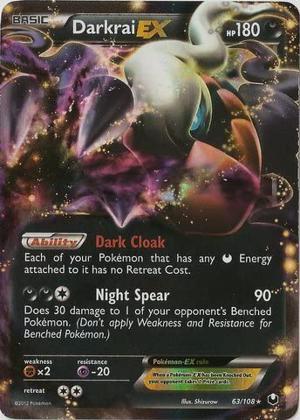 BASIC
Darkrai EX HP180
Ability Dark Cloak
Each of your Pokémon that has any Energy
attached to it has no Retreat Cost.
Night Spear 90
Does 30 damage to 1 of your opponent's Benched
Pokémon. (Don't apply Weakness and Resistance for
Benched Pokémon.)
weakness resistance Pokémon-EX rule
×2 -20 When a Pokémon-EX has been Knocked Out,
your opponent takes 2 Prize cards.
retreat
©2012 Pokémon Illus. Shizurow 63/108